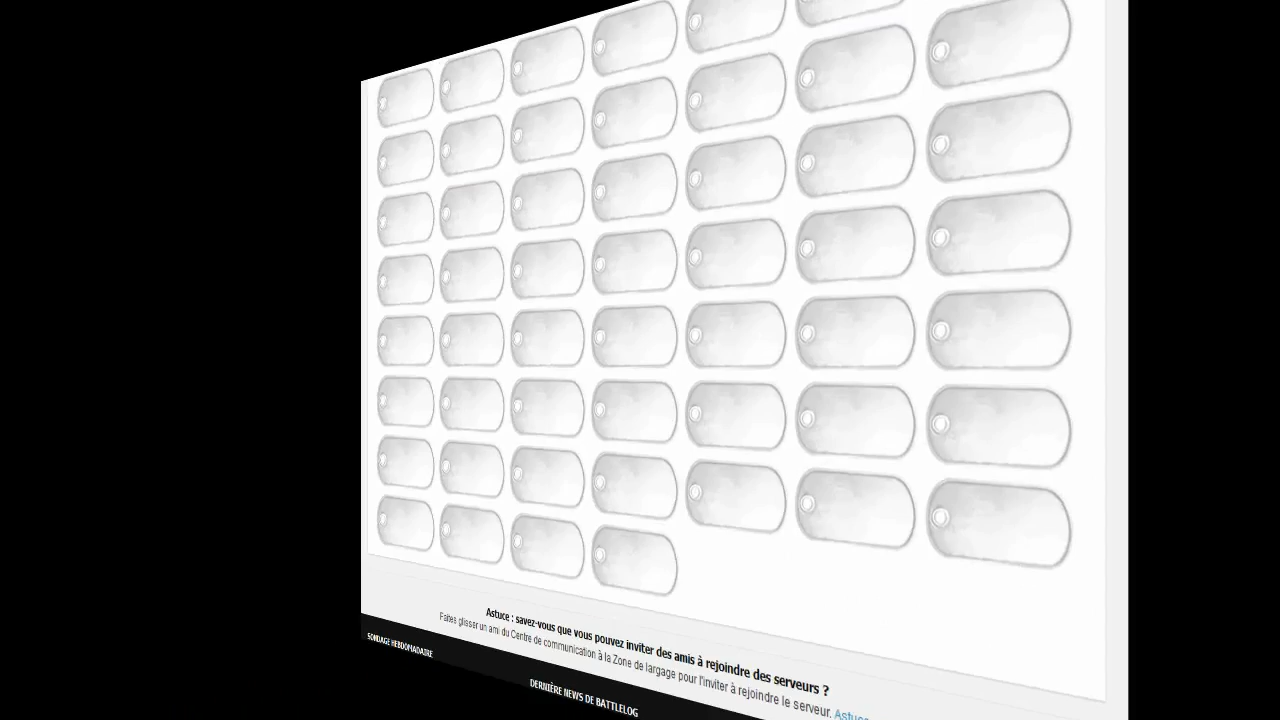 Astuce : savez-vous que vous pouvez inviter des amis à rejoindre des serveurs ?
Faites glisser un ami du Centre de communication à la Zone de largage pour l'inviter à rejoindre le serveur. Astuc
SONDAGE HEBDOMADAIRE
DERNIÈRE NEWS DE BATTLELOG